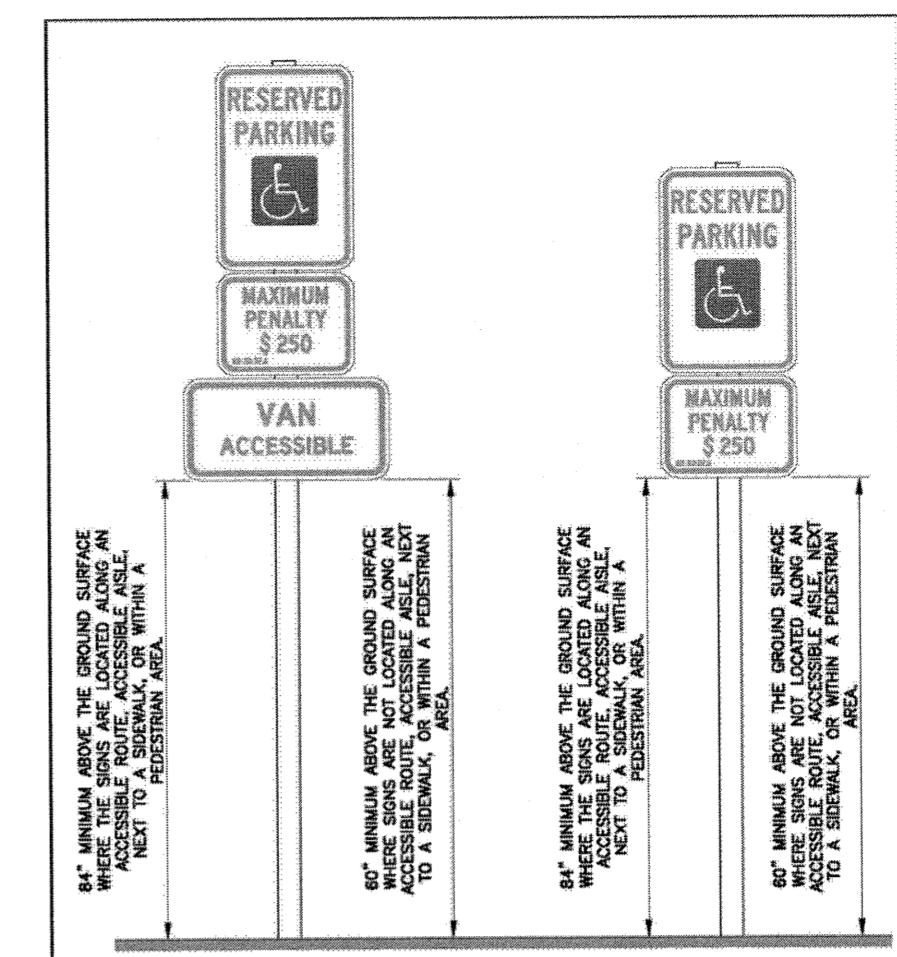 RESERVED
PARKING
MAXIMUM
PENALTY
$ 250
VAN
ACCESSIBLE
84" MINIMUM ABOVE THE GROUND SURFACE
WHERE THE SIGNS ARE LOCATED ALONG AN
ACCESSIBLE ROUTE, ACCESSIBLE AISLE,
NEXT TO A SIDEWALK, OR WITHIN A
PEDESTRIAN AREA.
60" MINIMUM ABOVE THE GROUND SURFACE
WHERE SIGNS ARE NOT LOCATED ALONG AN
ACCESSIBLE ROUTE, ACCESSIBLE AISLE, NEXT
TO A SIDEWALK, OR WITHIN A PEDESTRIAN
AREA.
RESERVED
PARKING
MAXIMUM
PENALTY
$ 250
84" MINIMUM ABOVE THE GROUND SURFACE
WHERE THE SIGNS ARE LOCATED ALONG AN
ACCESSIBLE ROUTE, ACCESSIBLE AISLE,
NEXT TO A SIDEWALK, OR WITHIN A
PEDESTRIAN AREA.
60" MINIMUM ABOVE THE GROUND SURFACE
WHERE SIGNS ARE NOT LOCATED ALONG AN
ACCESSIBLE ROUTE, ACCESSIBLE AISLE, NEXT
TO A SIDEWALK, OR WITHIN A PEDESTRIAN
AREA.